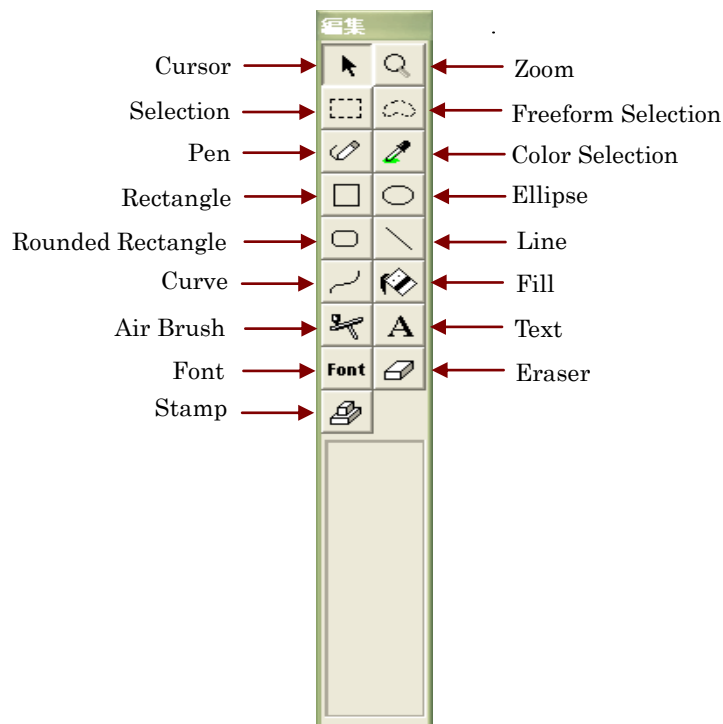 編集
Cursor
Zoom
Selection
Freeform Selection
Pen
Color Selection
Rectangle
Ellipse
Rounded Rectangle
Line
Curve
Fill
Air Brush
A
Text
Font
Font
Eraser
Stamp